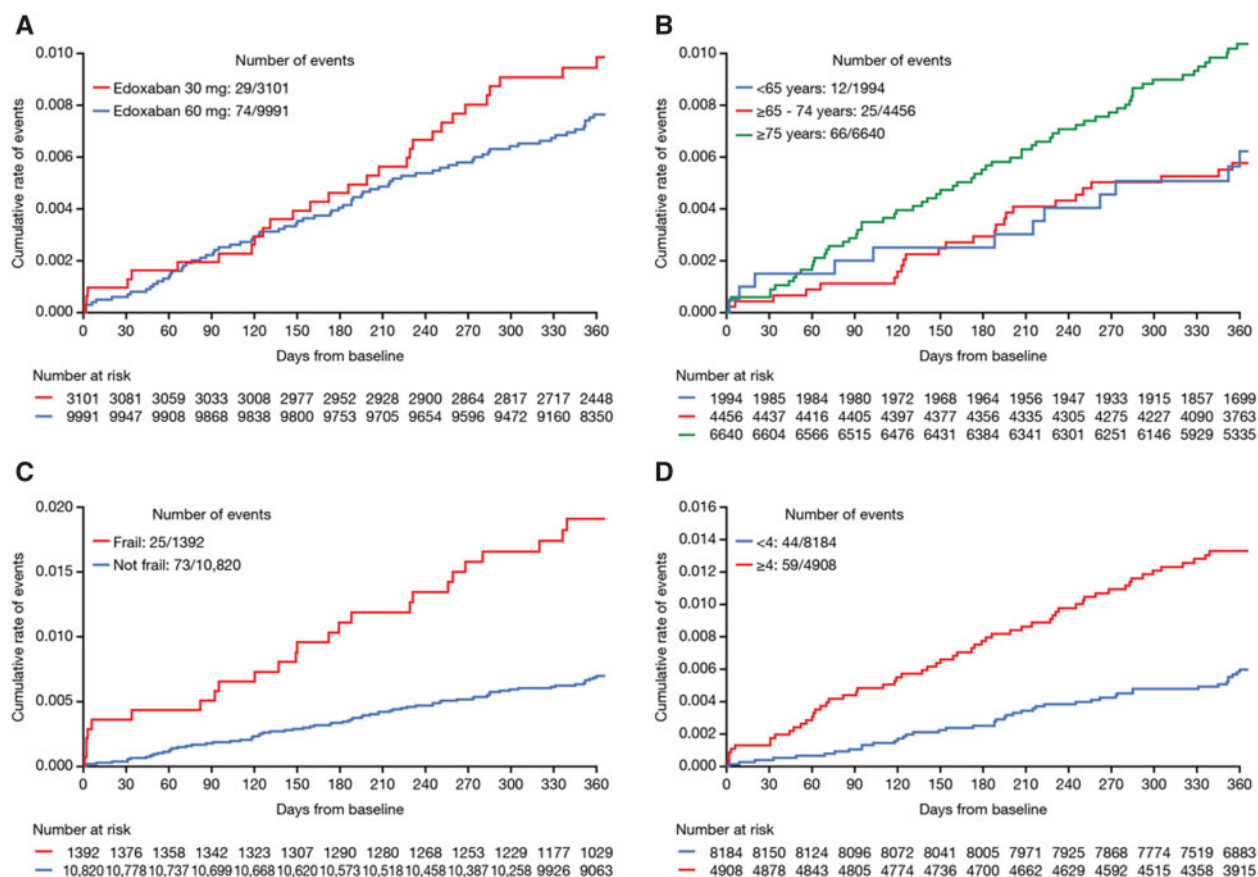 A
Number of events
Edoxaban 30 mg: 29/3101
Edoxaban 60 mg: 74/9991
Cumulative rate of events
0.010
0.008
0.006
0.004
0.002
0.000
0 30 60 90 120 150 180 210 240 270 300 330 360
Days from baseline
Number at risk
3101 3081 3059 3033 3008 2977 2952 2928 2900 2864 2817 2717 2448
9991 9947 9908 9868 9838 9800 9753 9705 9654 9596 9472 9160 8350
B
Number of events
<65 years: 12/1994
≥65 - 74 years: 25/4456
≥75 years: 66/6640
Cumulative rate of events
0.010
0.008
0.006
0.004
0.002
0.000
0 30 60 90 120 150 180 210 240 270 300 330 360
Days from baseline
Number at risk
1994 1985 1984 1980 1972 1968 1964 1956 1947 1933 1915 1857 1699
4456 4437 4416 4405 4397 4377 4356 4335 4305 4275 4227 4090 3763
6640 6604 6566 6515 6476 6431 6384 6341 6301 6251 6146 5929 5335
C
Number of events
Frail: 25/1392
Not frail: 73/10,820
Cumulative rate of events
0.020
0.015
0.010
0.005
0.000
0 30 60 90 120 150 180 210 240 270 300 330 360
Days from baseline
Number at risk
1392 1376 1358 1342 1323 1307 1290 1280 1268 1253 1229 1177 1029
10,820 10,778 10,737 10,699 10,668 10,620 10,573 10,518 10,458 10,387 10,258 9926 9063
D
Number of events
<4: 44/8184
≥4: 59/4908
Cumulative rate of events
0.016
0.014
0.012
0.010
0.008
0.006
0.004
0.002
0.000
0 30 60 90 120 150 180 210 240 270 300 330 360
Days from baseline
Number at risk
8184 8150 8124 8096 8072 8041 8005 7971 7925 7868 7774 7519 6883
4908 4878 4843 4805 4774 4736 4700 4662 4629 4592 4515 4358 3915